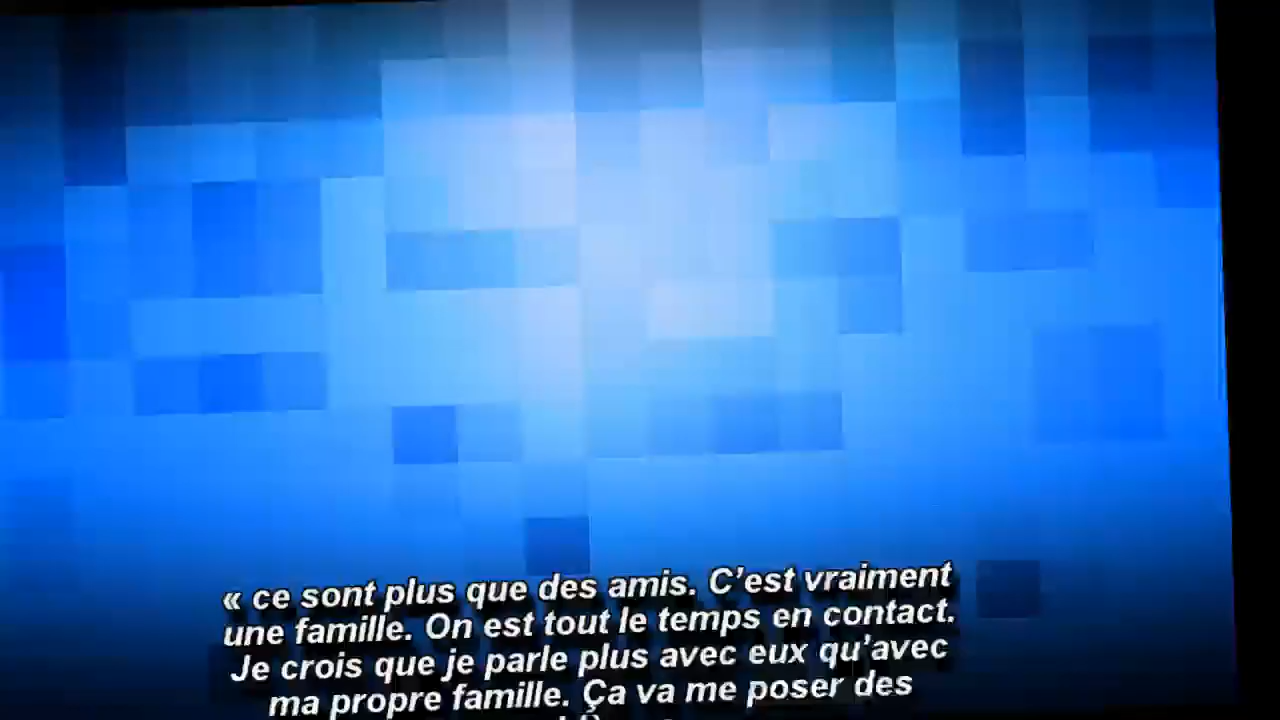 « ce sont plus que des amis. C’est vraiment
une famille. On est tout le temps en contact.
Je crois que je parle plus avec eux qu’avec
ma propre famille. Ça va me poser des